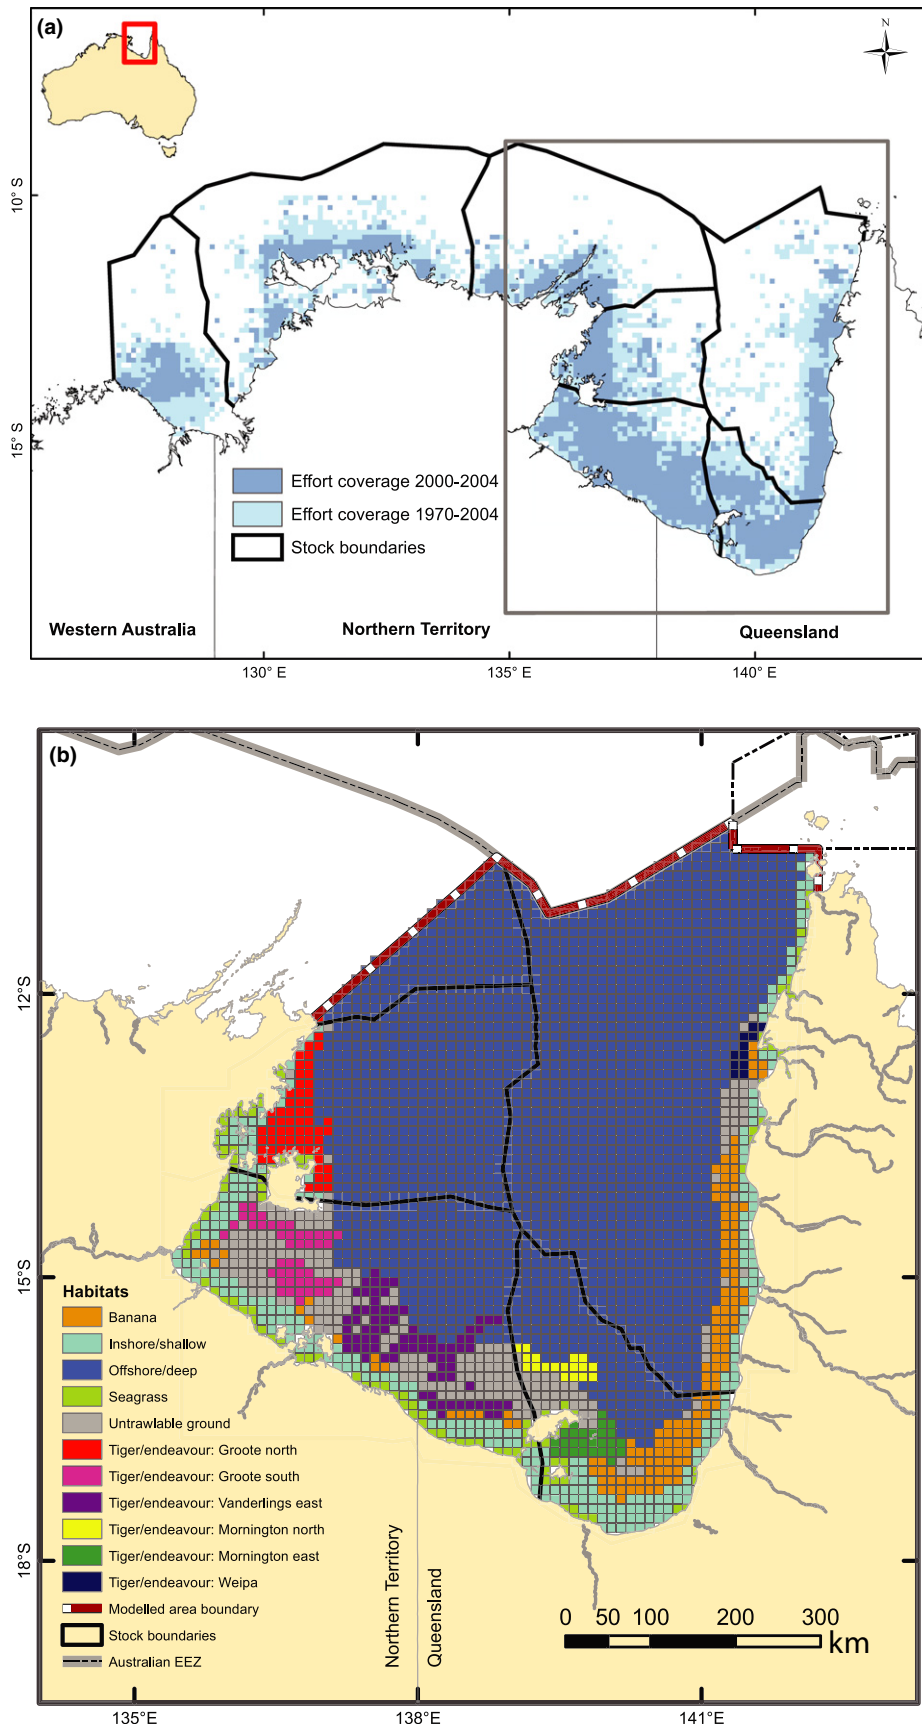 (a)
N
10° S
15° S
Effort coverage 2000-2004
Effort coverage 1970-2004
Stock boundaries
Western Australia
Northern Territory
Queensland
130° E
135° E
140° E
(b)
12°S
15°S
18°S
Habitats
Banana
Inshore/shallow
Offshore/deep
Seagrass
Untrawlable ground
Tiger/endeavour: Groote north
Tiger/endeavour: Groote south
Tiger/endeavour: Vanderlings east
Tiger/endeavour: Mornington north
Tiger/endeavour: Mornington east
Tiger/endeavour: Weipa
Modelled area boundary
Stock boundaries
Australian EEZ
Northern Territory
Queensland
0 50 100 200 300
km
135°E
138°E
141°E